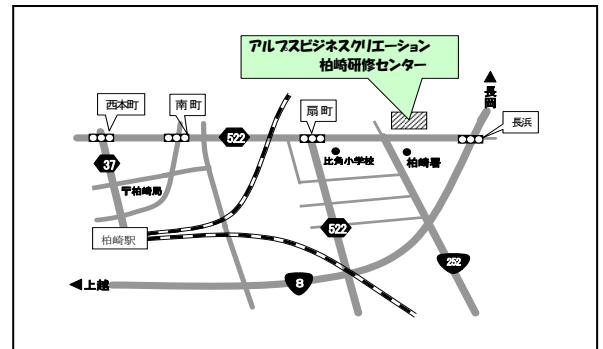 アルプスビジネスクリエーション
柏崎研修センター
長岡
西本町
南町
扇町
長浜
522
37
比角小学校
柏崎署
〒柏崎局
柏崎駅
522
252
上越
8